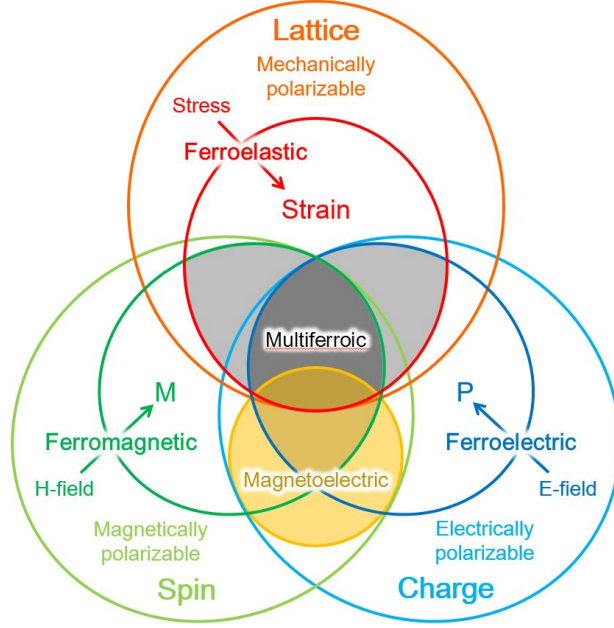 Lattice
Mechanically
polarizable
Stress
Ferroelastic
Strain
Multiferroic
M
P
Ferromagnetic
Ferroelectric
H-field
E-field
Magnetoelectric
Magnetically
polarizable
Electrically
polarizable
Spin
Charge